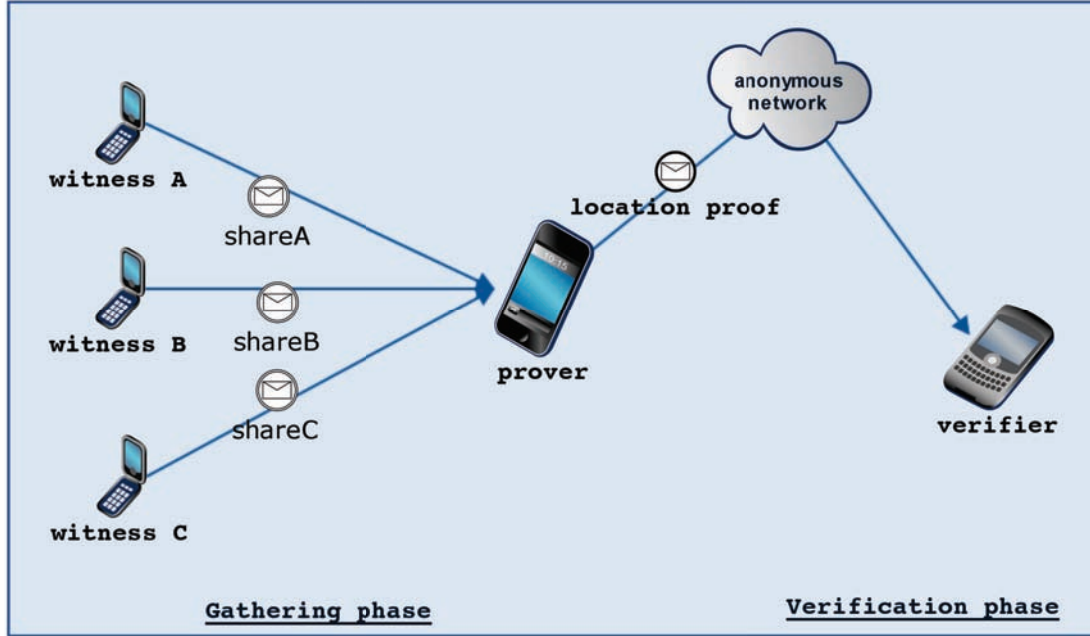 anonymous
network
witness A
shareA
location proof
10:15
witness B
shareB
prover
shareC
verifier
witness C
Gathering phase
Verification phase